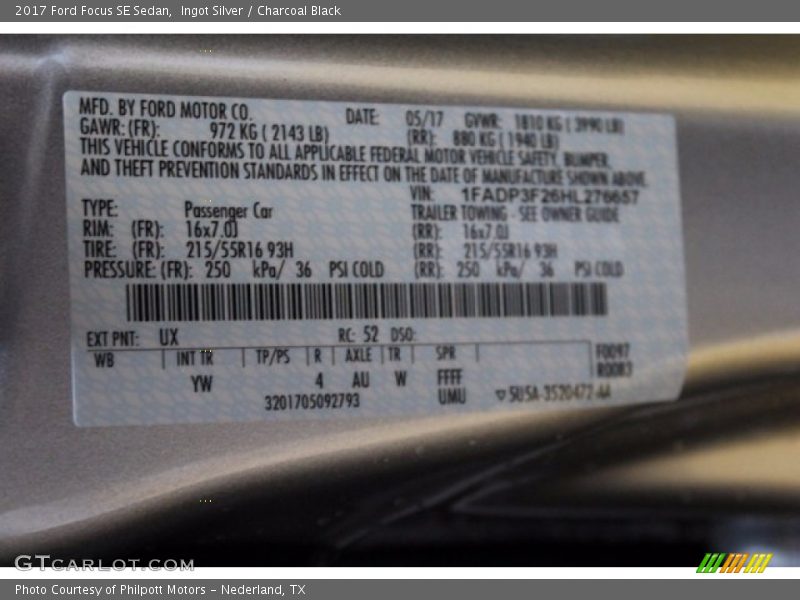 2017 Ford Focus SE Sedan, Ingot Silver / Charcoal Black
MFD. BY FORD MOTOR CO. DATE: 05/17 GVWR: 1810 KG ( 3990 LB)
GAWR: (FR): 972 KG ( 2143 LB) (RR): 880 KG ( 1940 LB)
THIS VEHICLE CONFORMS TO ALL APPLICABLE FEDERAL MOTOR VEHICLE SAFETY, BUMPER,
AND THEFT PREVENTION STANDARDS IN EFFECT ON THE DATE OF MANUFACTURE SHOWN ABOVE.
VIN: 1FADP3F26HL276657
TYPE: Passenger Car TRAILER TOWING - SEE OWNER GUIDE
RIM: (FR): 16x7.0J (RR): 16x7.0J
TIRE: (FR): 215/55R16 93H (RR): 215/55R16 93H
PRESSURE: (FR): 250 kPa/ 36 PSI COLD (RR): 250 kPa/ 36 PSI COLD
EXT PNT: UX RC: 52 DSO:
WB INT TR TP/PS R AXLE TR SPR F0097
R0083
YW 4 AU W FFFF
3201705092793 UMU 5U5A-3520472-AA
GTCARLOT.COM
Photo Courtesy of Philpott Motors – Nederland, TX